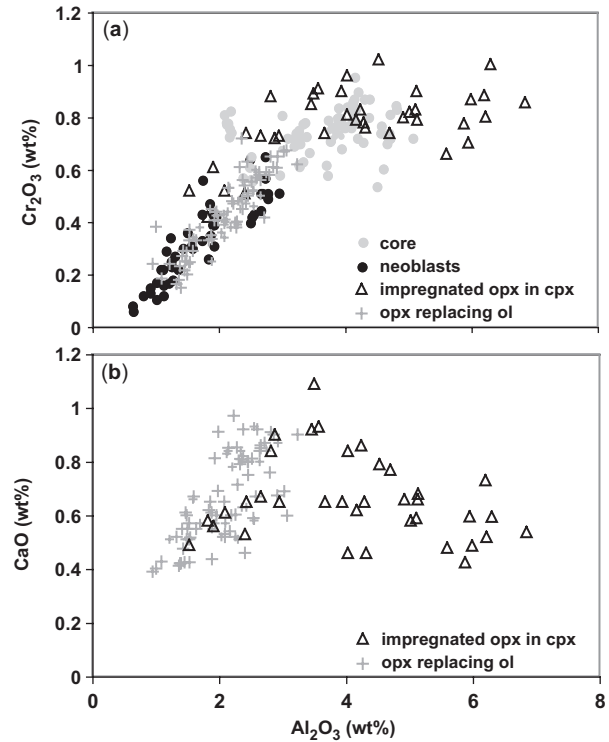 (a)
1.2
1
0.8
0.6
0.4
0.2
0
Cr₂O₃ (wt%)
core
neoblasts
impregnated opx in cpx
opx replacing ol
(b)
1.2
1
0.8
0.6
0.4
0.2
0
CaO (wt%)
impregnated opx in cpx
opx replacing ol
0 2 4 6 8
Al₂O₃ (wt%)